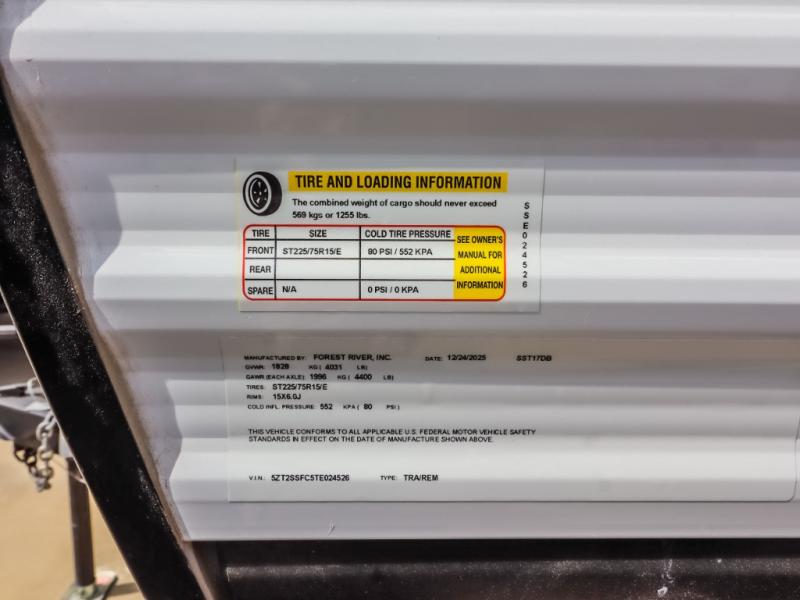 TIRE AND LOADING INFORMATION
The combined weight of cargo should never exceed
569 kgs or 1255 lbs.
TIRE SIZE COLD TIRE PRESSURE SEE OWNER'S MANUAL FOR ADDITIONAL INFORMATION
FRONT ST225/75R15/E 80 PSI / 552 KPA
REAR
SPARE N/A 0 PSI / 0 KPA
SSE024526
MANUFACTURED BY: FOREST RIVER, INC. DATE: 12/24/2025 SST17DB
GVWR: 1828 KG ( 4031 LB)
GAWR (EACH AXLE): 1996 KG ( 4400 LB)
TIRES: ST225/75R15/E
RIMS: 15X6.0J
COLD INFL. PRESSURE: 552 KPA ( 80 PSI )
THIS VEHICLE CONFORMS TO ALL APPLICABLE U.S. FEDERAL MOTOR VEHICLE SAFETY
STANDARDS IN EFFECT ON THE DATE OF MANUFACTURE SHOWN ABOVE.
V.I.N. 5ZT2SSFC5TE024526 TYPE: TRA/REM